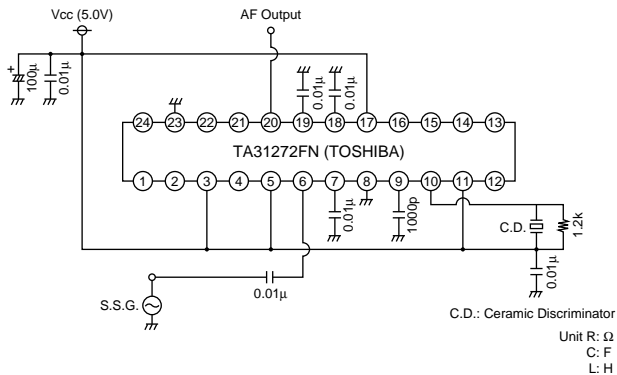 Vcc (5.0V)
AF Output
+
100μ
0.01μ
0.01μ
0.01μ
24 23 22 21 20 19 18 17 16 15 14 13
TA31272FN (TOSHIBA)
1 2 3 4 5 6 7 8 9 10 11 12
0.01μ
1000p
C.D.
1.2k
0.01μ
0.01μ
S.S.G.
C.D.: Ceramic Discriminator
Unit R: Ω
C: F
L: H